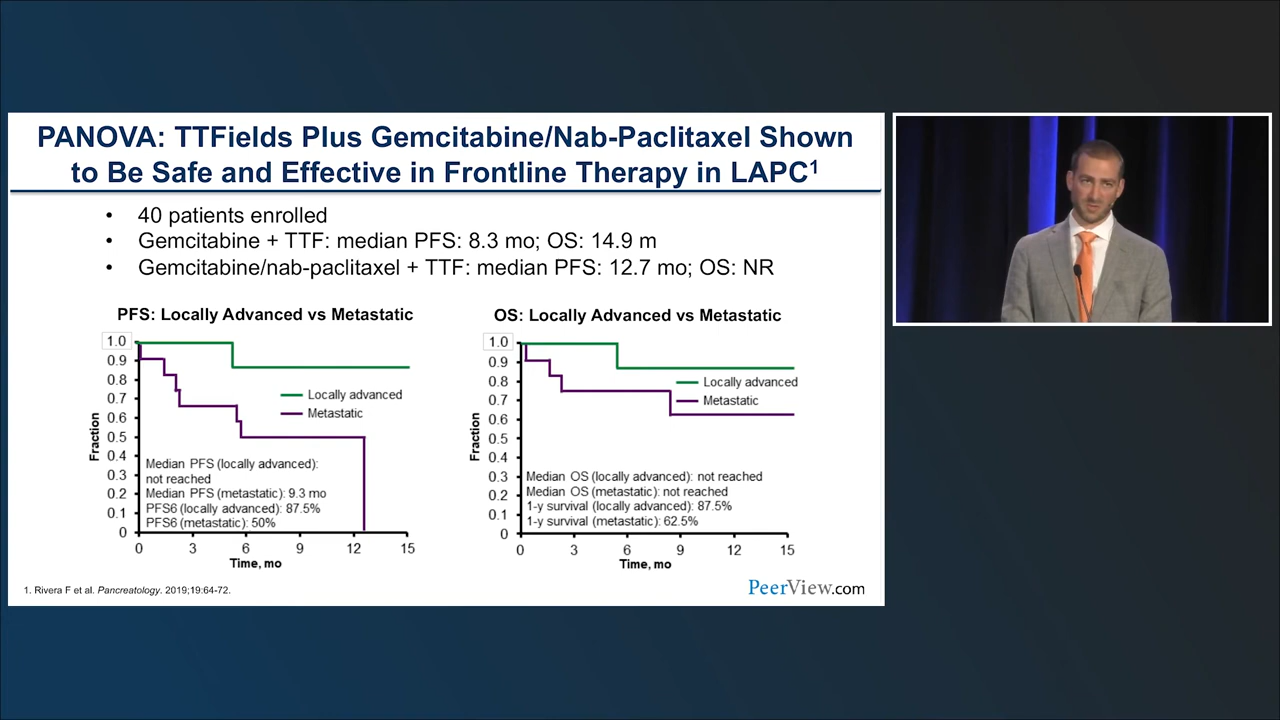 PANOVA: TTFields Plus Gemcitabine/Nab-Paclitaxel Shown
to Be Safe and Effective in Frontline Therapy in LAPC1
• 40 patients enrolled
• Gemcitabine + TTF: median PFS: 8.3 mo; OS: 14.9 m
• Gemcitabine/nab-paclitaxel + TTF: median PFS: 12.7 mo; OS: NR
PFS: Locally Advanced vs Metastatic
1.0
0.9
0.8
0.7
0.6
0.5
0.4
0.3
0.2
0.1
0
Fraction
Locally advanced
Metastatic
Median PFS (locally advanced):
not reached
Median PFS (metastatic): 9.3 mo
PFS6 (locally advanced): 87.5%
PFS6 (metastatic): 50%
0 3 6 9 12 15
Time, mo
OS: Locally Advanced vs Metastatic
1.0
0.9
0.8
0.7
0.6
0.5
0.4
0.3
0.2
0.1
0
Fraction
Locally advanced
Metastatic
Median OS (locally advanced): not reached
Median OS (metastatic): not reached
1-y survival (locally advanced): 87.5%
1-y survival (metastatic): 62.5%
0 3 6 9 12 15
Time, mo
1. Rivera F et al. Pancreatology. 2019;19:64-72.
PeerView.com